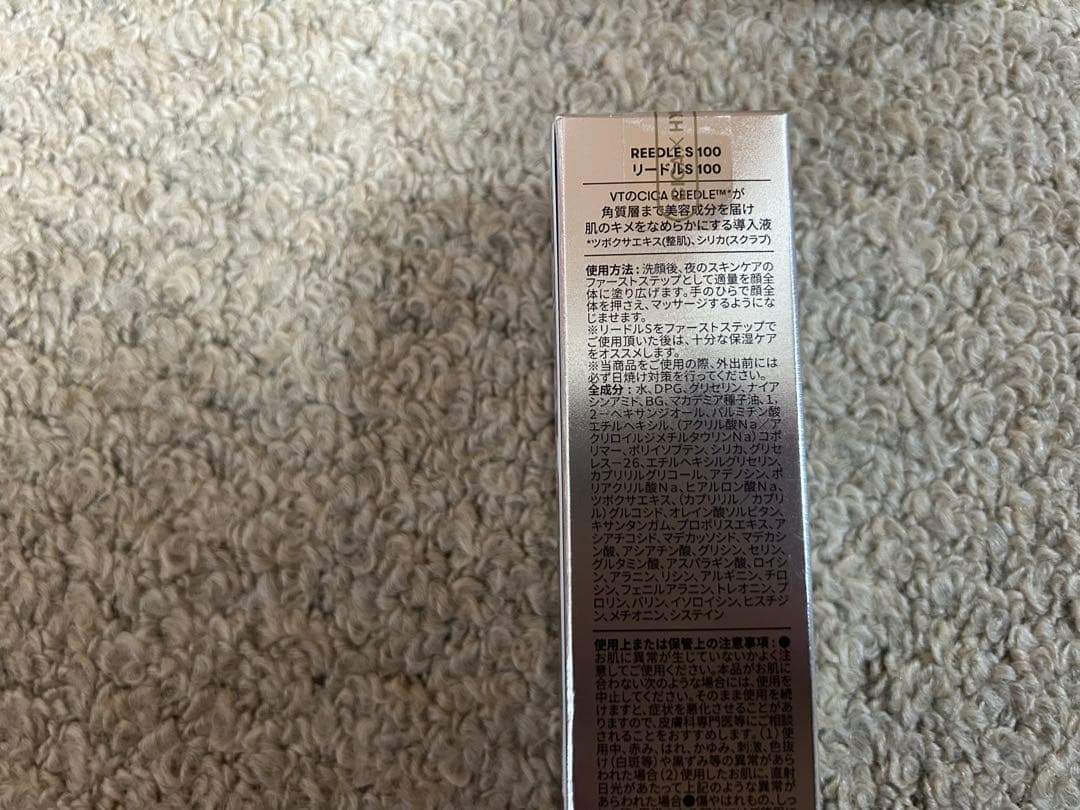 REEDLE S 100
リードルS 100
VTのCICA REEDLE™*が
角質層まで美容成分を届け
肌のキメをなめらかにする導入液
*ツボクサエキス(整肌)、シリカ(スクラブ)
使用方法:洗顔後、夜のスキンケアの
ファーストステップとして適量を顔全
体に塗り広げます。手のひらで顔全
体を押さえ、マッサージするようにな
じませます。
※リードルSをファーストステップで
ご使用頂いた後は、十分な保湿ケア
をオススメします。
※当商品をご使用の際、外出前には
必ず日焼け対策を行ってください。
全成分:水、DPG、グリセリン、ナイア
シンアミド、BG、マカデミア種子油、1,
2-ヘキサンジオール、パルミチン酸
エチルヘキシル、(アクリル酸Na/ア
クリロイルジメチルタウリンNa)コポ
リマー、ポリイソブテン、シリカ、グリセ
レス-26、エチルヘキシルグリセリン、
カプリリルグリコール、アデノシン、ポ
リアクリル酸Na、ヒアルロン酸Na、
ツボクサエキス、(カプリリル/カプリ
ル)グルコシド、オレイン酸ソルビタン、
キサンタンガム、プロポリスエキス、ア
シアチコシド、マデカッソシド、マデカシ
ン酸、アシアチン酸、グリシン、セリン、
グルタミン酸、アスパラギン酸、ロイシ
ン、アラニン、リシン、アルギニン、チロ
シン、フェニルアラニン、トレオニン、プ
ロリン、バリン、イソロイシン、ヒスチジ
ン、メチオニン、システイン
使用上または保管上の注意事項:●
お肌に異常が生じていないかよく注
意してご使用ください。本品がお肌に
合わない次のような場合には、使用を
中止してください。そのまま使用を続
けますと、症状を悪化させることがあ
りますので、皮膚科専門医等にご相談
されることをおすすめします。(1)使
用中、赤み、はれ、かゆみ、刺激、色抜
け(白斑等)や黒ずみ等の異常があら
われた場合(2)使用したお肌に、直射
日光があたって上記のような異常が
あらわれた場合●傷やはれもの、しっ